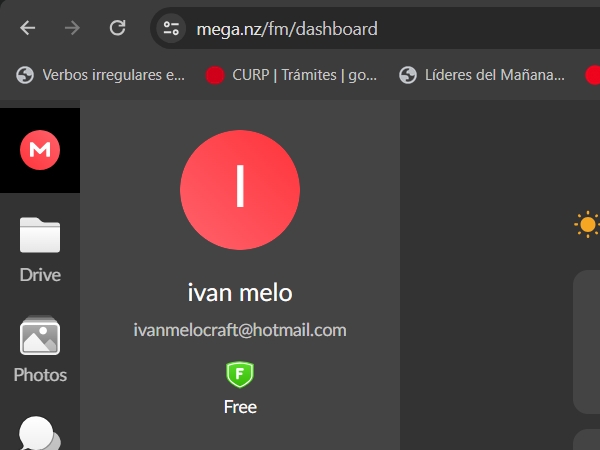 mega.nz/fm/dashboard
Verbos irregulares e... CURP | Trámites | go... Líderes del Mañana...
M
I
ivan melo
Drive
ivanmelocraft@hotmail.com
F
Photos
Free